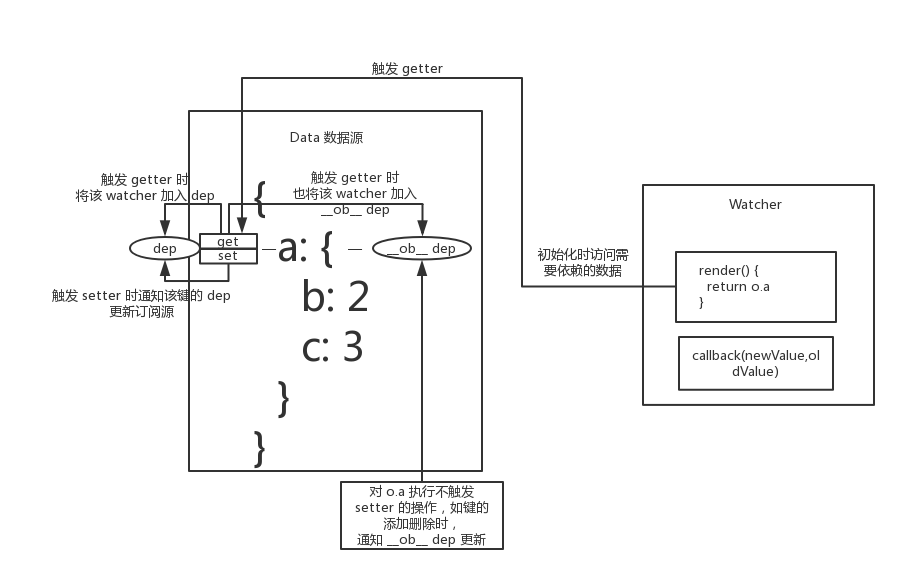 触发 getter
Data 数据源
触发 getter 时
将该 watcher 加入 dep
触发 getter 时
也将该 watcher 加入
__ob__ dep
{
dep
get
set
a: {
__ob__ dep
触发 setter 时通知该键的 dep
更新订阅源
b: 2
c: 3
}
}
初始化时访问需
要依赖的数据
Watcher
render() {
return o.a
}
callback(newValue,ol
dValue)
对 o.a 执行不触发
setter 的操作，如键的
添加删除时，
通知 __ob__ dep 更新